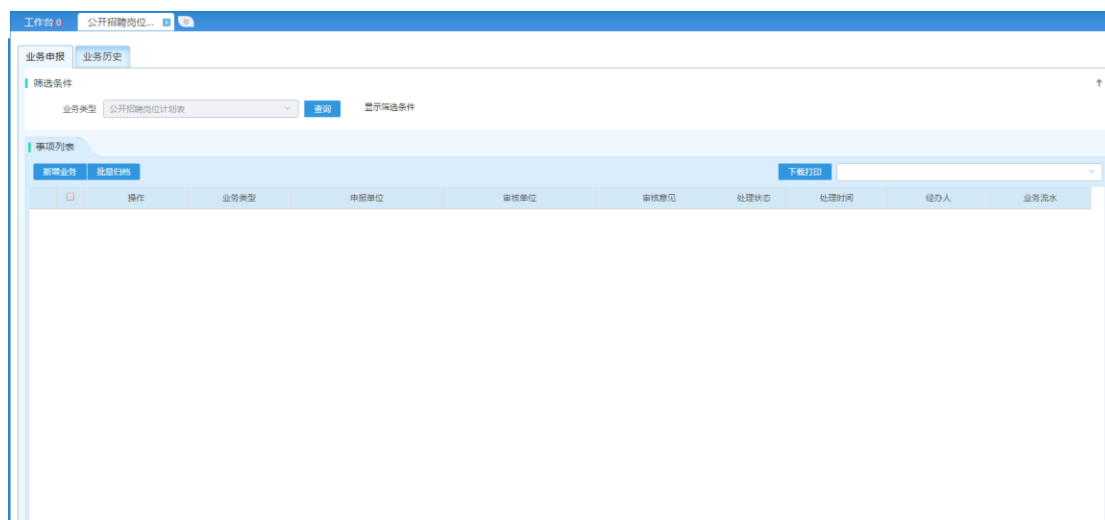 工作台(0) 公开招聘岗位...
业务申报 业务历史
筛选条件
业务类型 公开招聘岗位计划表 查询 显示筛选条件
事项列表
新增业务 批量归档 下载打印
操作 业务类型 申报单位 审核单位 审核意见 处理状态 处理时间 经办人 业务流水